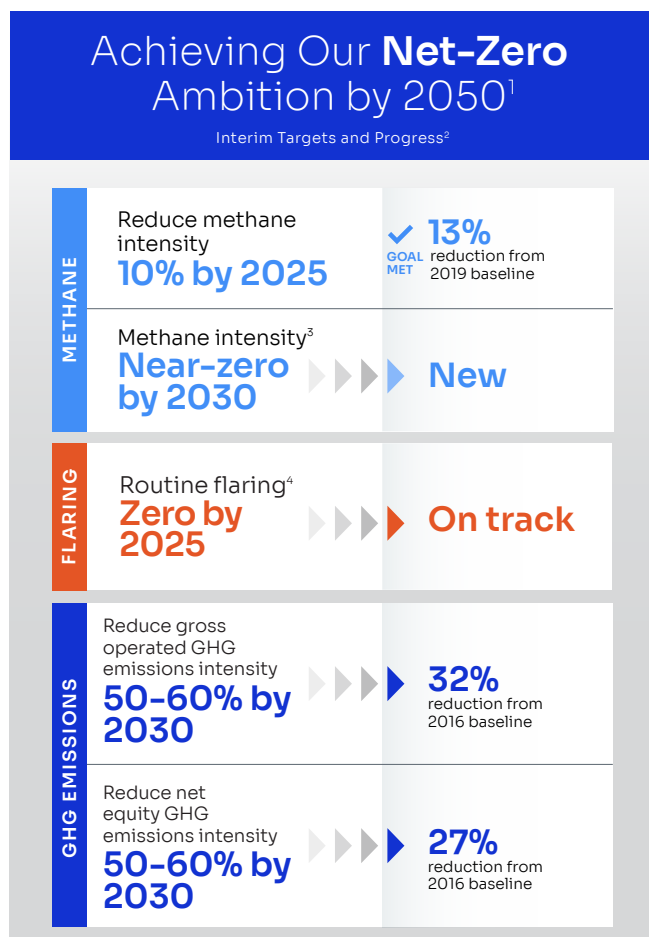 Achieving Our Net-Zero
Ambition by 2050¹
Interim Targets and Progress²
METHANE
Reduce methane
intensity
10% by 2025
GOAL
MET
13%
reduction from
2019 baseline
Methane intensity³
Near-zero
by 2030
New
FLARING
Routine flaring⁴
Zero by
2025
On track
GHG EMISSIONS
Reduce gross
operated GHG
emissions intensity
50-60% by
2030
32%
reduction from
2016 baseline
Reduce net
equity GHG
emissions intensity
50-60% by
2030
27%
reduction from
2016 baseline